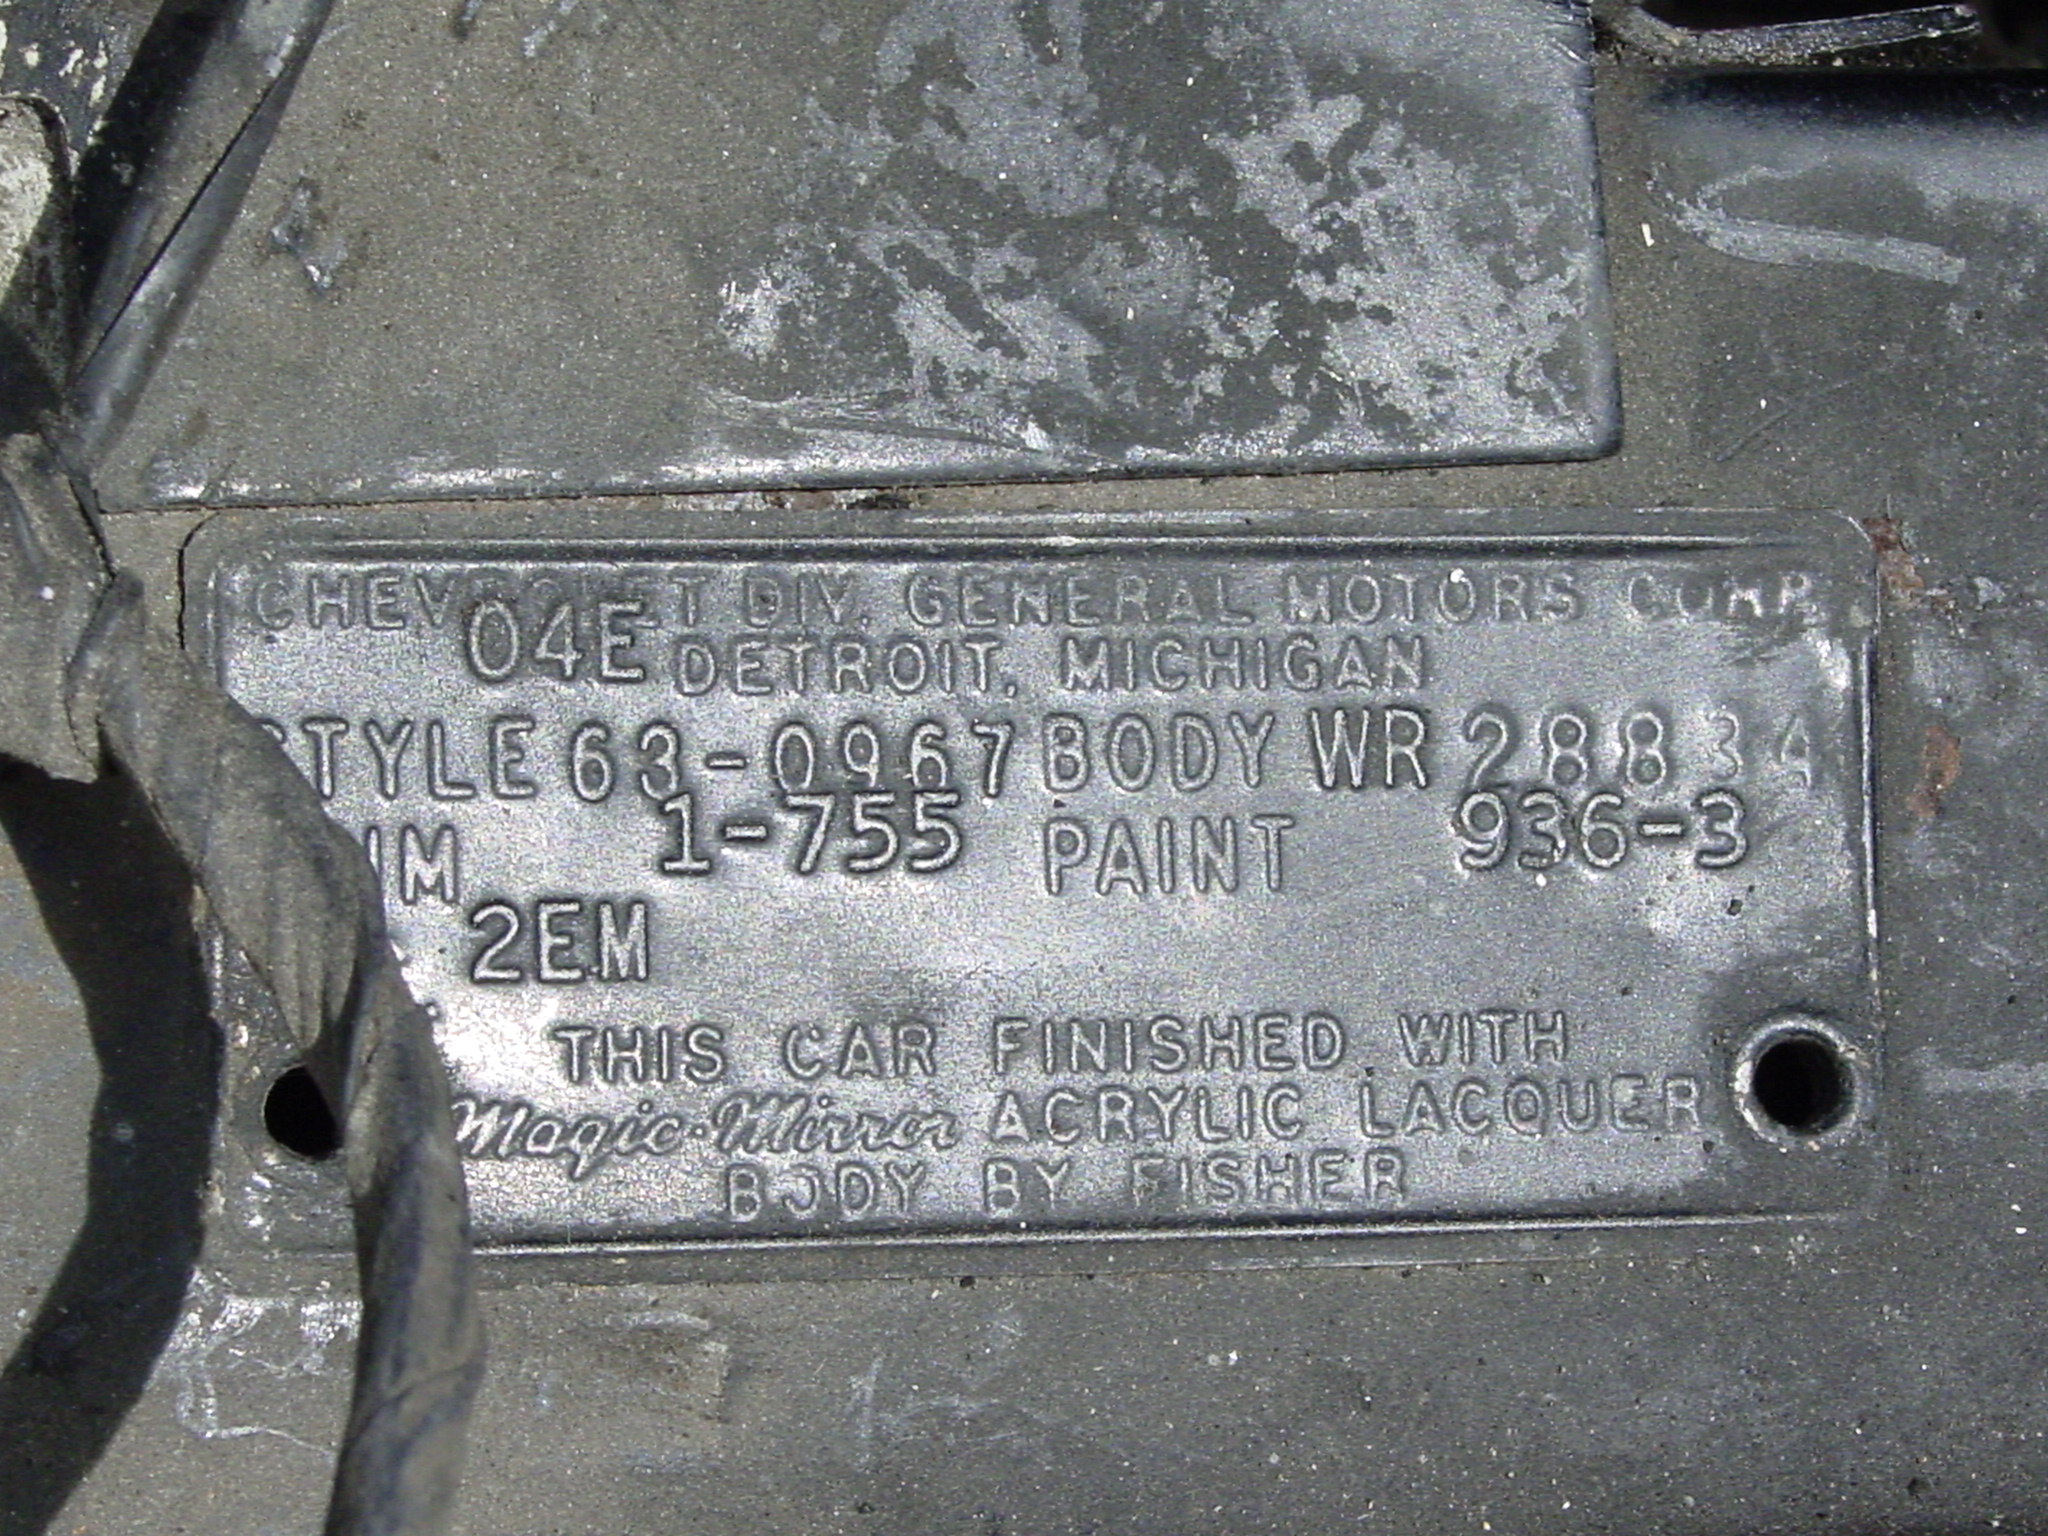 CHEVROLET DIV. GENERAL MOTORS CORP.
04E DETROIT, MICHIGAN
STYLE 63-0967 BODY WR 28834
1-755 PAINT 936-3
2EM
THIS CAR FINISHED WITH
Magic-Mirror ACRYLIC LACQUER
BODY BY FISHER